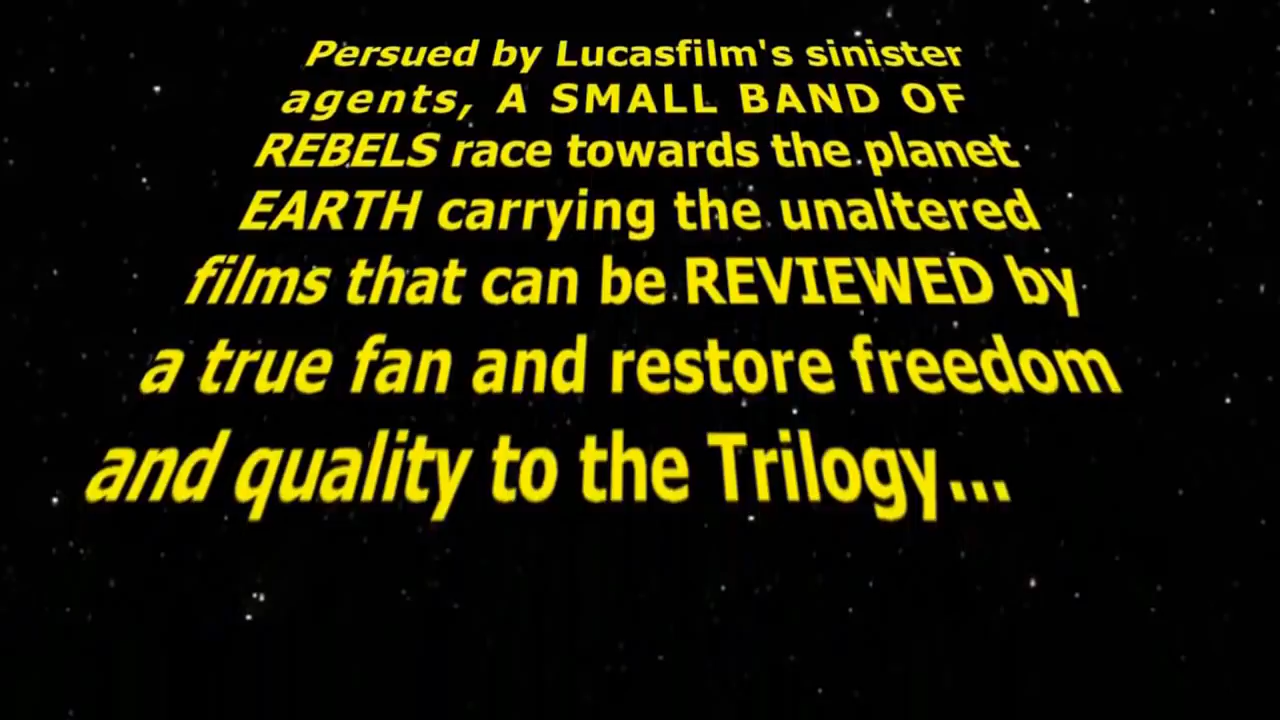 Persued by Lucasfilm's sinister
agents, A SMALL BAND OF
REBELS race towards the planet
EARTH carrying the unaltered
films that can be REVIEWED by
a true fan and restore freedom
and quality to the Trilogy...